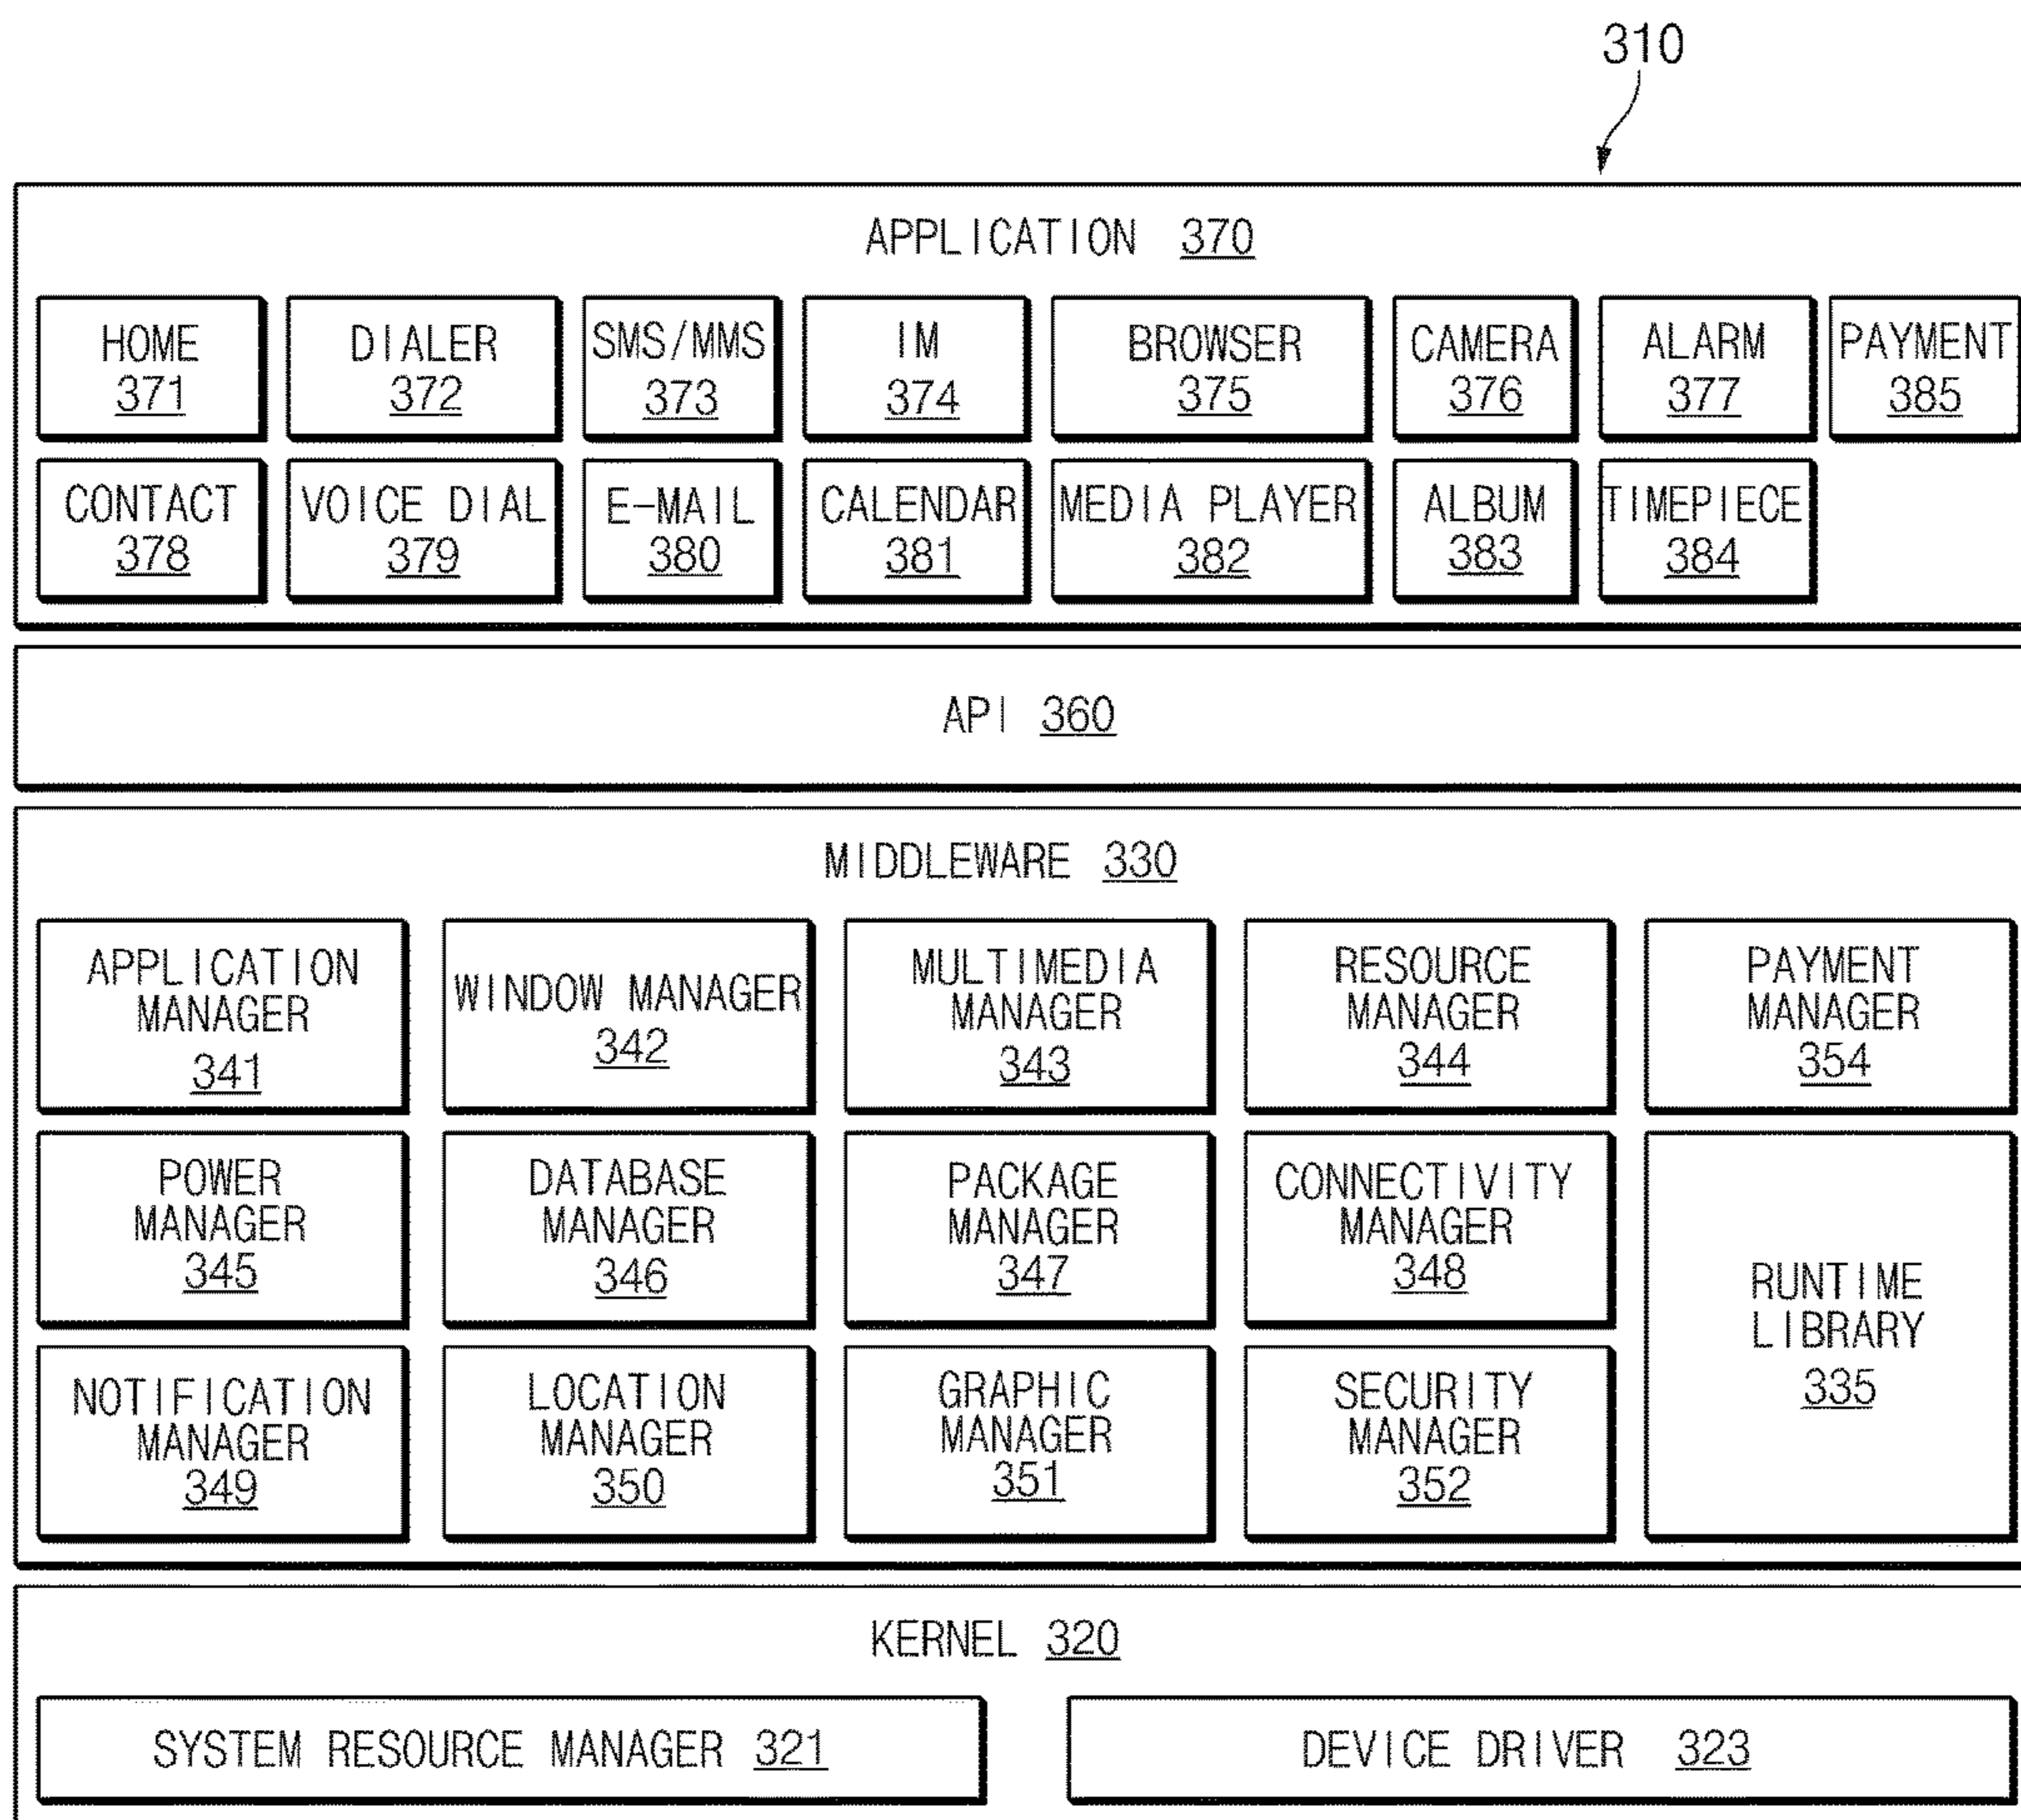 310
APPLICATION 370
HOME
371
DIALER
372
SMS/MMS
373
IM
374
BROWSER
375
CAMERA
376
ALARM
377
PAYMENT
385
CONTACT
378
VOICE DIAL
379
E-MAIL
380
CALENDAR
381
MEDIA PLAYER
382
ALBUM
383
TIMEPIECE
384
API 360
MIDDLEWARE 330
APPLICATION
MANAGER
341
WINDOW MANAGER
342
MULTIMEDIA
MANAGER
343
RESOURCE
MANAGER
344
PAYMENT
MANAGER
354
POWER
MANAGER
345
DATABASE
MANAGER
346
PACKAGE
MANAGER
347
CONNECTIVITY
MANAGER
348
RUNTIME
LIBRARY
335
NOTIFICATION
MANAGER
349
LOCATION
MANAGER
350
GRAPHIC
MANAGER
351
SECURITY
MANAGER
352
KERNEL 320
SYSTEM RESOURCE MANAGER 321
DEVICE DRIVER 323